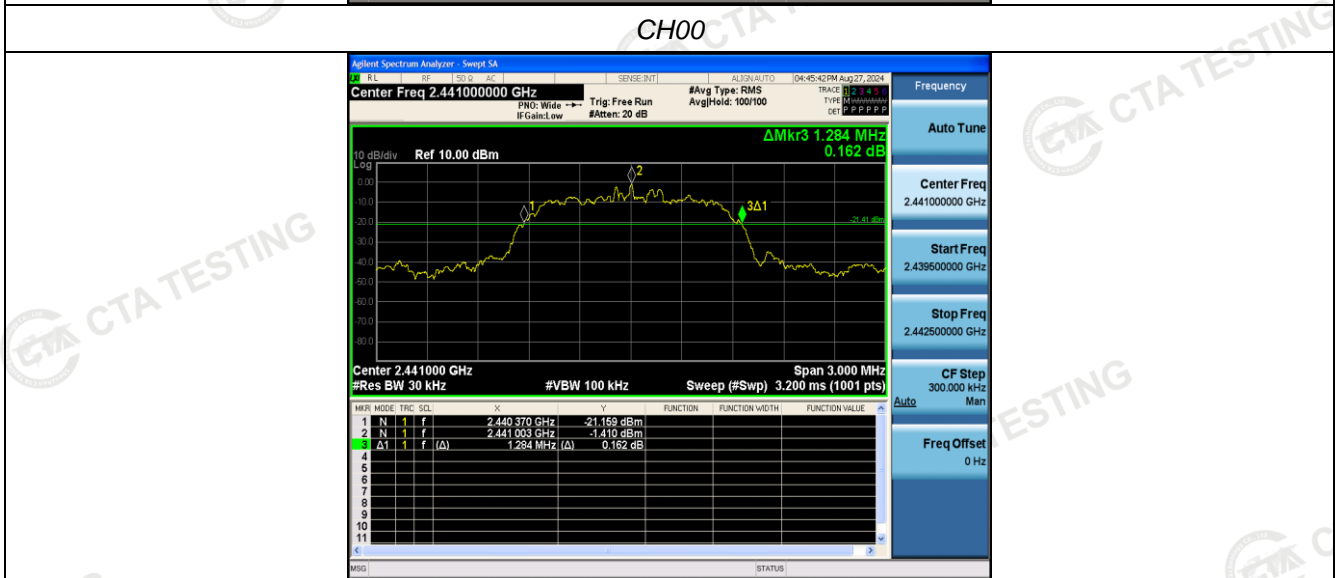 CH00
CTA TESTING
Agilent Spectrum Analyzer - Swept SA
RL RF 50 Ω AC SENSE:INT ALIGN AUTO 04:45:42 PM Aug 27, 2024
Center Freq 2.441000000 GHz
PNO: Wide
IFGain:Low
Trig: Free Run
#Atten: 20 dB
#Avg Type: RMS
Avg|Hold: 100/100
TRACE 1 2 3 4 5 6
TYPE M
DET P P P P P P
ΔMkr3 1.284 MHz
0.162 dB
10 dB/div Ref 10.00 dBm
Log
0.00
-10.0
-20.0
-30.0
-40.0
-50.0
-60.0
-70.0
-80.0
1
2
3Δ1
-21.41 dBm
Center 2.441000 GHz Span 3.000 MHz
#Res BW 30 kHz #VBW 100 kHz Sweep (#Swp) 3.200 ms (1001 pts)
MKR MODE TRC SCL X Y FUNCTION FUNCTION WIDTH FUNCTION VALUE
1 N 1 f 2.440 370 GHz -21.159 dBm
2 N 1 f 2.441 003 GHz -1.410 dBm
3 Δ1 1 f (Δ) 1.284 MHz (Δ) 0.162 dB
4
5
6
7
8
9
10
11
MSG STATUS
Frequency
Auto Tune
Center Freq
2.441000000 GHz
Start Freq
2.439500000 GHz
Stop Freq
2.442500000 GHz
CF Step
300.000 kHz
Auto Man
Freq Offset
0 Hz
CTA TESTING
CTA TESTING
ESTING
CTA